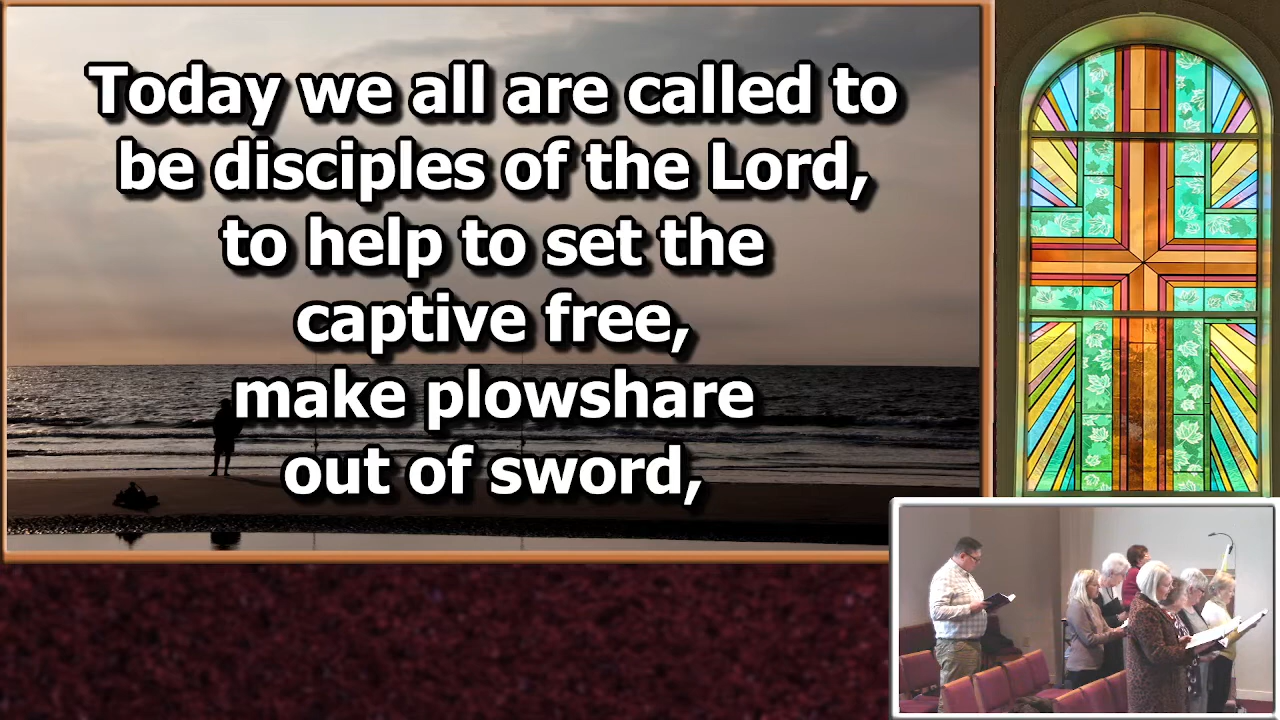 Today we all are called to
be disciples of the Lord,
to help to set the
captive free,
make plowshare
out of sword,